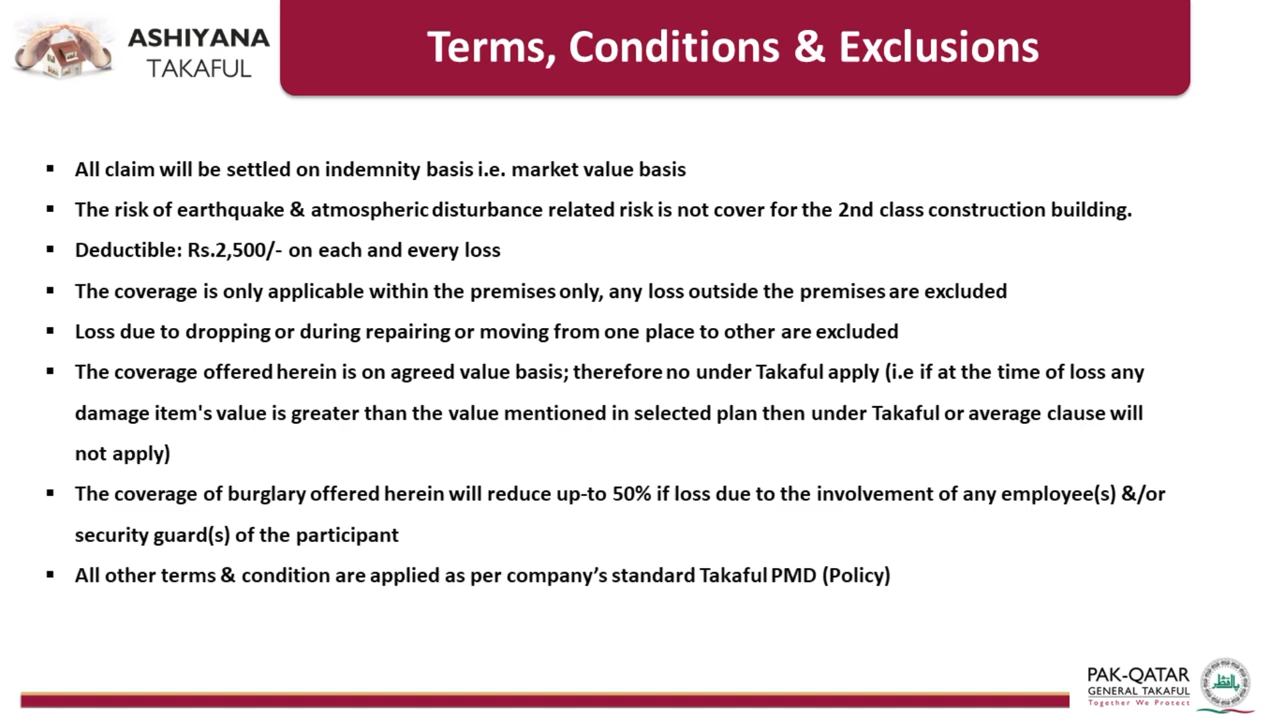 ASHIYANA
TAKAFUL
Terms, Conditions & Exclusions
▪ All claim will be settled on indemnity basis i.e. market value basis
▪ The risk of earthquake & atmospheric disturbance related risk is not cover for the 2nd class construction building.
▪ Deductible: Rs.2,500/- on each and every loss
▪ The coverage is only applicable within the premises only, any loss outside the premises are excluded
▪ Loss due to dropping or during repairing or moving from one place to other are excluded
▪ The coverage offered herein is on agreed value basis; therefore no under Takaful apply (i.e if at the time of loss any
damage item's value is greater than the value mentioned in selected plan then under Takaful or average clause will
not apply)
▪ The coverage of burglary offered herein will reduce up-to 50% if loss due to the involvement of any employee(s) &/or
security guard(s) of the participant
▪ All other terms & condition are applied as per company’s standard Takaful PMD (Policy)
PAK-QATAR
GENERAL TAKAFUL
Together We Protect